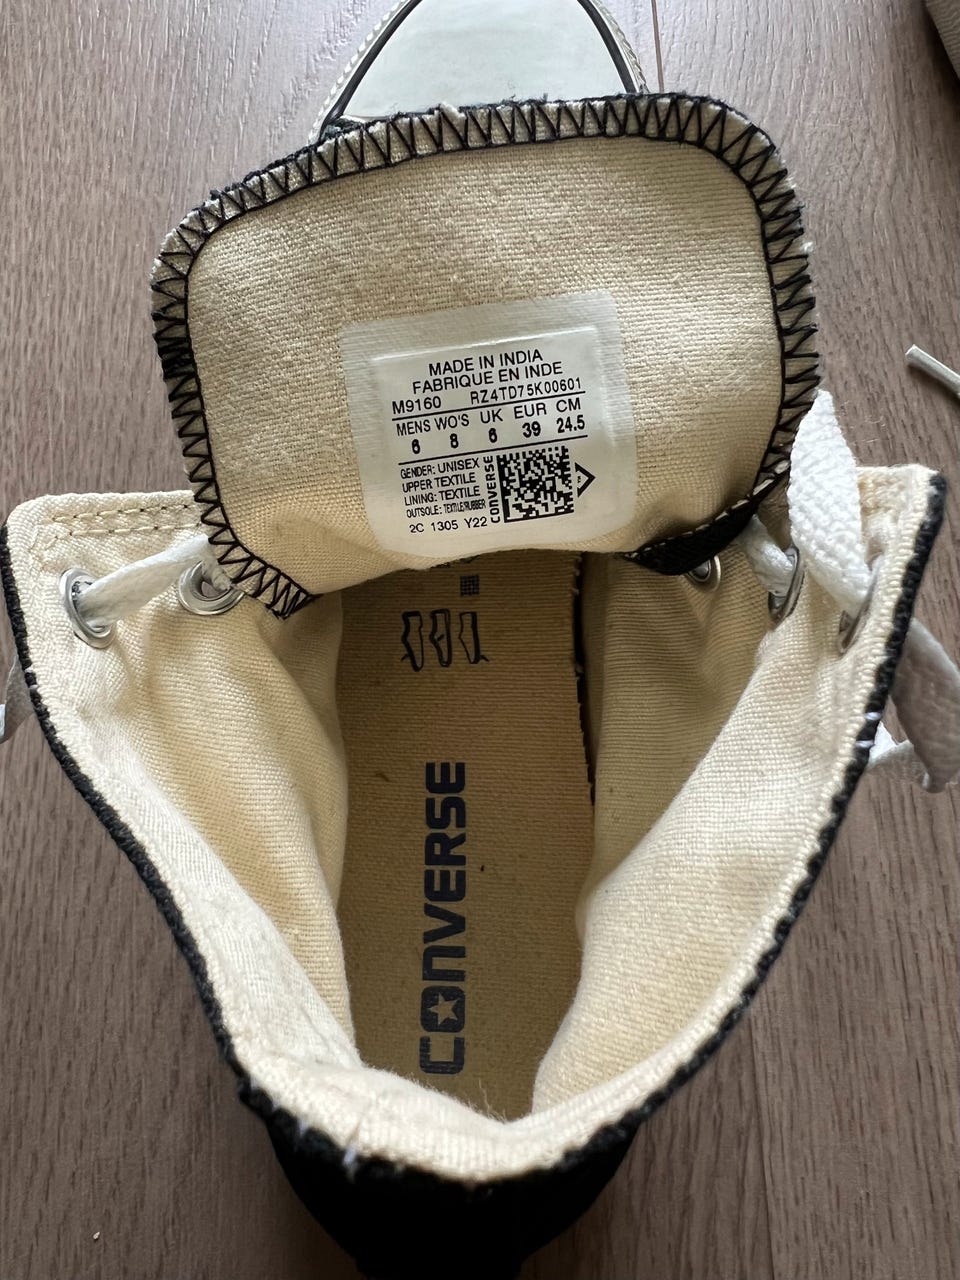 MADE IN INDIA
FABRIQUE EN INDE
M9160 RZ4TD75K00601
MENS WO'S UK EUR CM
6 8 6 39 24.5
GENDER: UNISEX
UPPER TEXTILE
LINING: TEXTILE
OUTSOLE: TEXTILE/RUBBER
2C 1305 Y22
CONVERSE
CONVERSE